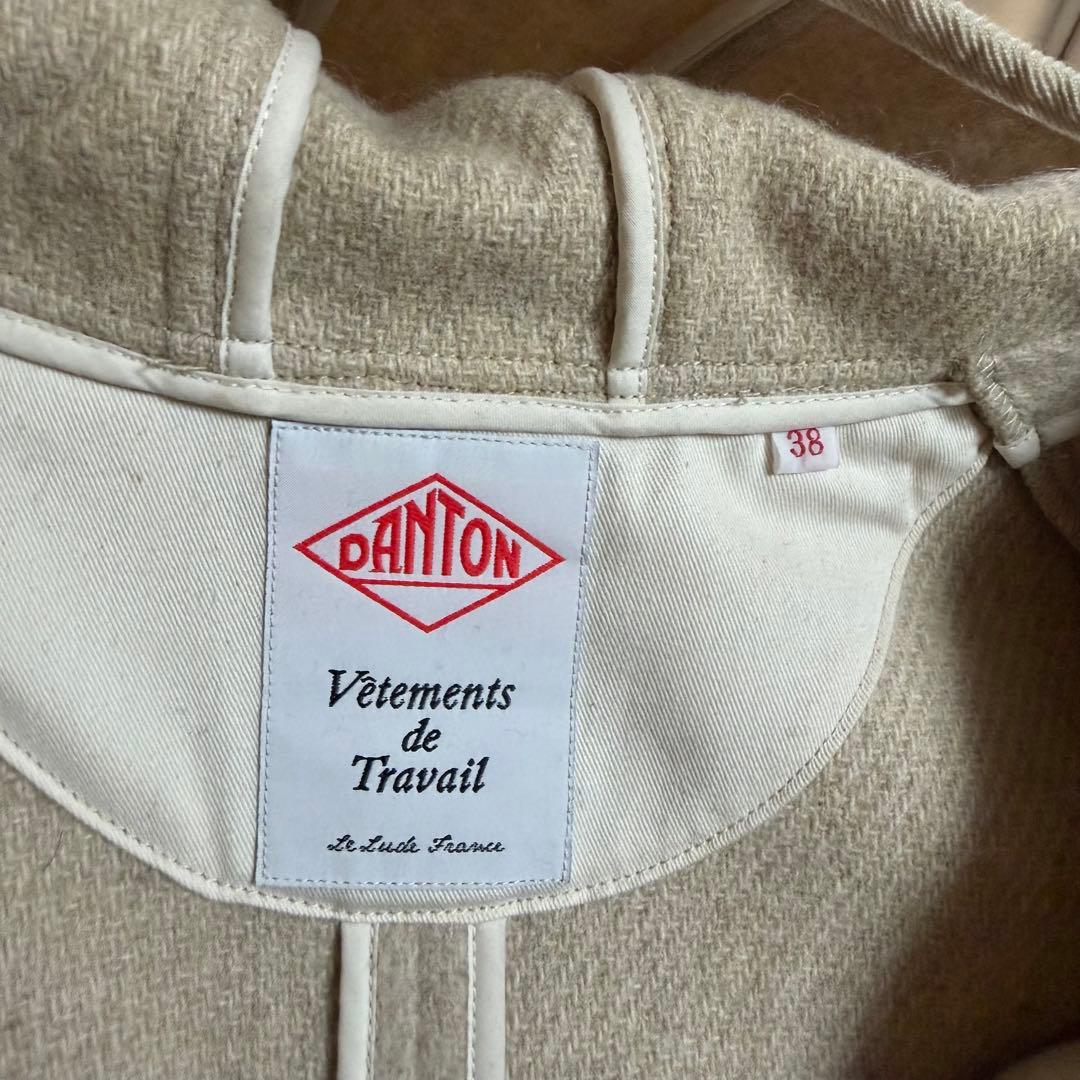 DANTON
38
Vêtements
de
Travail
Le Lude France